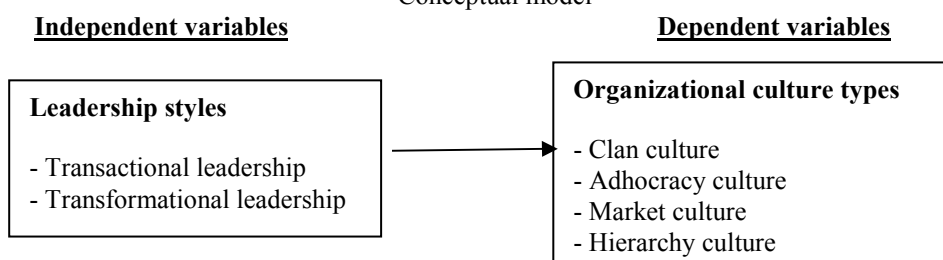 Conceptual model
Independent variables
Dependent variables
Leadership styles
- Transactional leadership
- Transformational leadership
Organizational culture types
- Clan culture
- Adhocracy culture
- Market culture
- Hierarchy culture